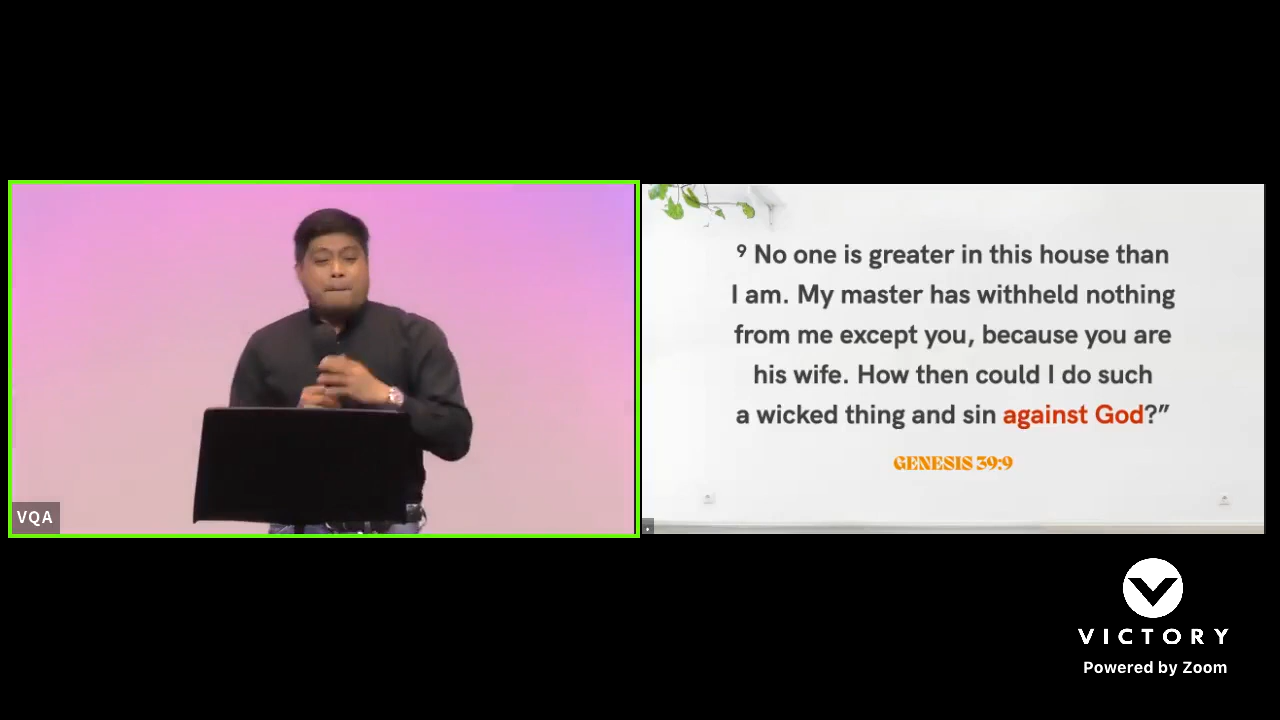 VQA
⁹ No one is greater in this house than
I am. My master has withheld nothing
from me except you, because you are
his wife. How then could I do such
a wicked thing and sin against God?”
GENESIS 39:9
VICTORY
Powered by Zoom